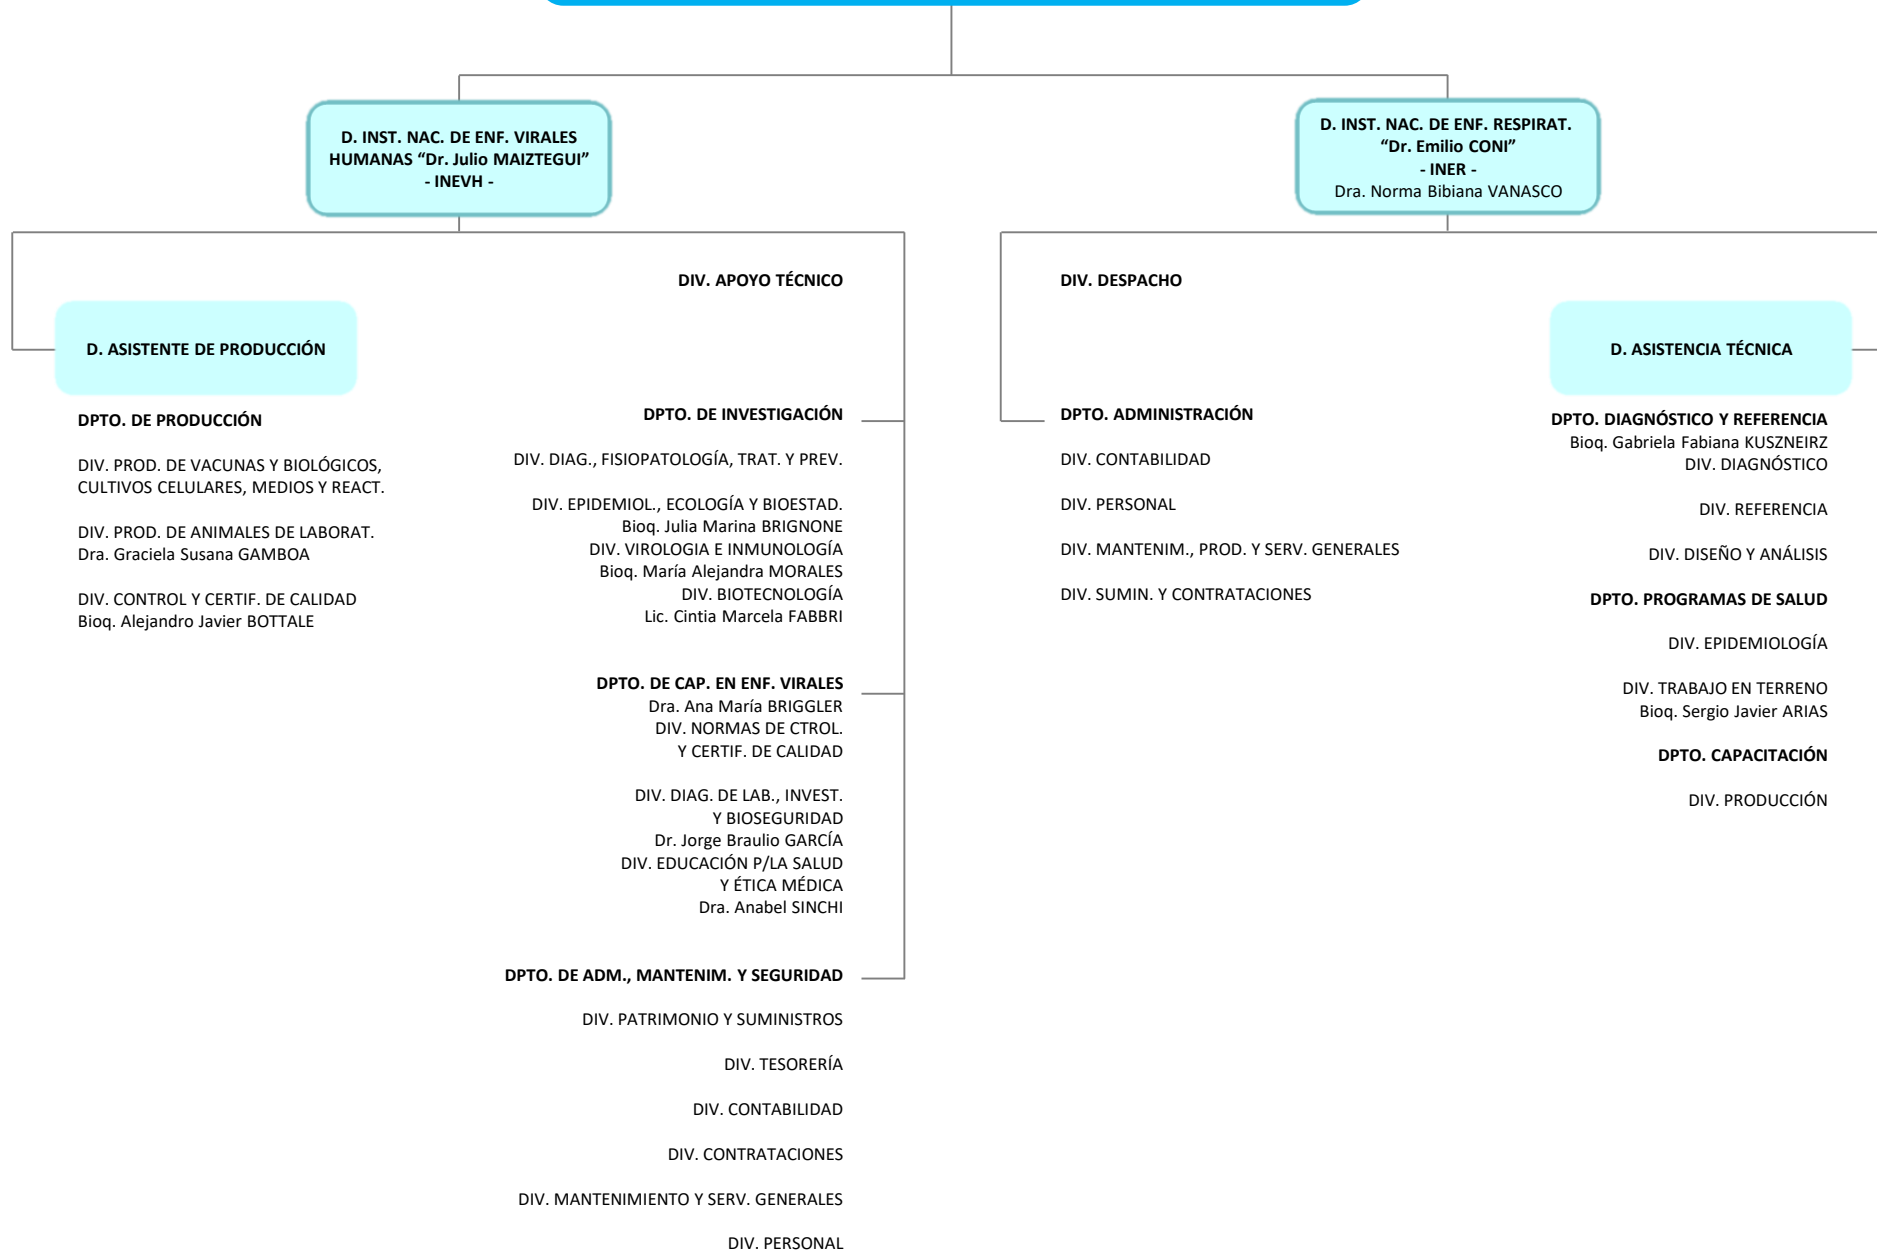 D. INST. NAC. DE ENF. VIRALES
HUMANAS “Dr. Julio MAIZTEGUI”
- INEVH -
DIV. APOYO TÉCNICO
D. ASISTENTE DE PRODUCCIÓN
DPTO. DE PRODUCCIÓN
DIV. PROD. DE VACUNAS Y BIOLÓGICOS,
CULTIVOS CELULARES, MEDIOS Y REACT.
DIV. PROD. DE ANIMALES DE LABORAT.
Dra. Graciela Susana GAMBOA
DIV. CONTROL Y CERTIF. DE CALIDAD
Bioq. Alejandro Javier BOTTALE
DPTO. DE INVESTIGACIÓN
DIV. DIAG., FISIOPATOLOGÍA, TRAT. Y PREV.
DIV. EPIDEMIOL., ECOLOGÍA Y BIOESTAD.
Bioq. Julia Marina BRIGNONE
DIV. VIROLOGIA E INMUNOLOGÍA
Bioq. María Alejandra MORALES
DIV. BIOTECNOLOGÍA
Lic. Cintia Marcela FABBRI
DPTO. DE CAP. EN ENF. VIRALES
Dra. Ana María BRIGGLER
DIV. NORMAS DE CTROL.
Y CERTIF. DE CALIDAD
DIV. DIAG. DE LAB., INVEST.
Y BIOSEGURIDAD
Dr. Jorge Braulio GARCÍA
DIV. EDUCACIÓN P/LA SALUD
Y ÉTICA MÉDICA
Dra. Anabel SINCHI
DPTO. DE ADM., MANTENIM. Y SEGURIDAD
DIV. PATRIMONIO Y SUMINISTROS
DIV. TESORERÍA
DIV. CONTABILIDAD
DIV. CONTRATACIONES
DIV. MANTENIMIENTO Y SERV. GENERALES
DIV. PERSONAL
D. INST. NAC. DE ENF. RESPIRAT.
“Dr. Emilio CONI”
- INER -
Dra. Norma Bibiana VANASCO
DIV. DESPACHO
DPTO. ADMINISTRACIÓN
DIV. CONTABILIDAD
DIV. PERSONAL
DIV. MANTENIM., PROD. Y SERV. GENERALES
DIV. SUMIN. Y CONTRATACIONES
D. ASISTENCIA TÉCNICA
DPTO. DIAGNÓSTICO Y REFERENCIA
Bioq. Gabriela Fabiana KUSZNEIRZ
DIV. DIAGNÓSTICO
DIV. REFERENCIA
DIV. DISEÑO Y ANÁLISIS
DPTO. PROGRAMAS DE SALUD
DIV. EPIDEMIOLOGÍA
DIV. TRABAJO EN TERRENO
Bioq. Sergio Javier ARIAS
DPTO. CAPACITACIÓN
DIV. PRODUCCIÓN